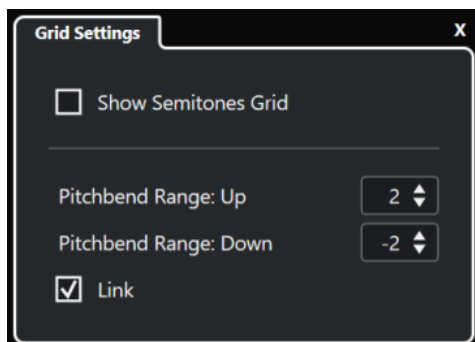 Grid Settings X
Show Semitones Grid
Pitchbend Range: Up 2
Pitchbend Range: Down -2
Link